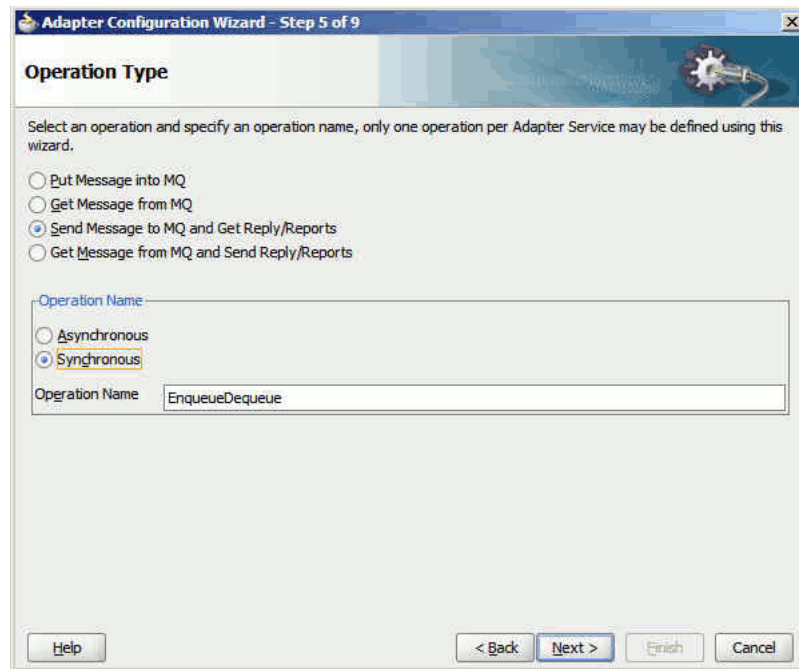 Adapter Configuration Wizard - Step 5 of 9
Operation Type
Select an operation and specify an operation name, only one operation per Adapter Service may be defined using this
wizard.
Put Message into MQ
Get Message from MQ
Send Message to MQ and Get Reply/Reports
Get Message from MQ and Send Reply/Reports
Operation Name
Asynchronous
Synchronous
Operation Name EnqueueDequeue
Help < Back Next > Finish Cancel